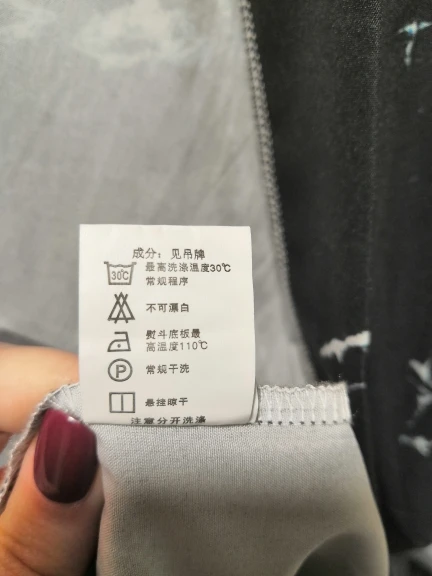 成分：见吊牌
30℃ 最高洗涤温度30℃
常规程序
不可漂白
熨斗底板最
高温度110℃
P 常规干洗
悬挂晾干
注意分开洗涤